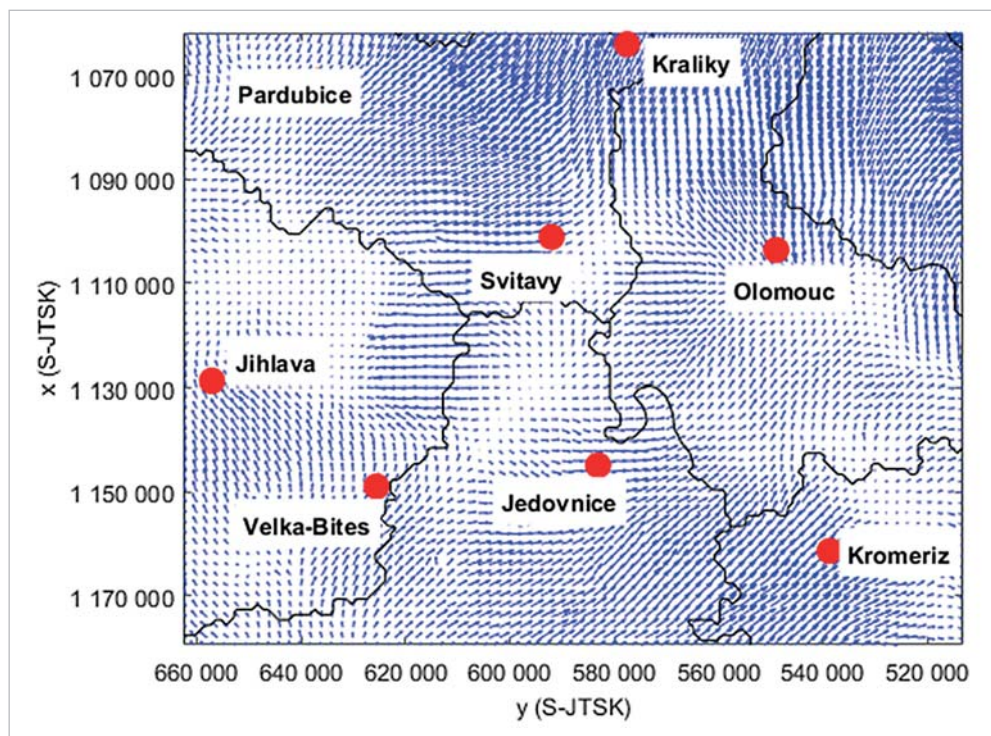 1 070 000
1 090 000
1 110 000
1 130 000
1 150 000
1 170 000
x (S-JTSK)
Pardubice
Kraliky
Svitavy
Olomouc
Jihlava
Velka-Bites
Jedovnice
Kromeriz
660 000 640 000 620 000 600 000 580 000 560 000 540 000 520 000
y (S-JTSK)